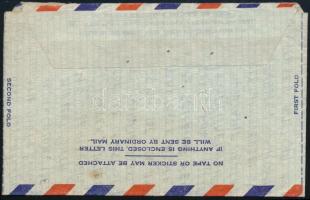 SECOND FOLD
FIRST FOLD
NO TAPE OR STICKER MAY BE ATTACHED
IF ANYTHING IS ENCLOSED, THIS LETTER
WILL BE SENT BY ORDINARY MAIL.